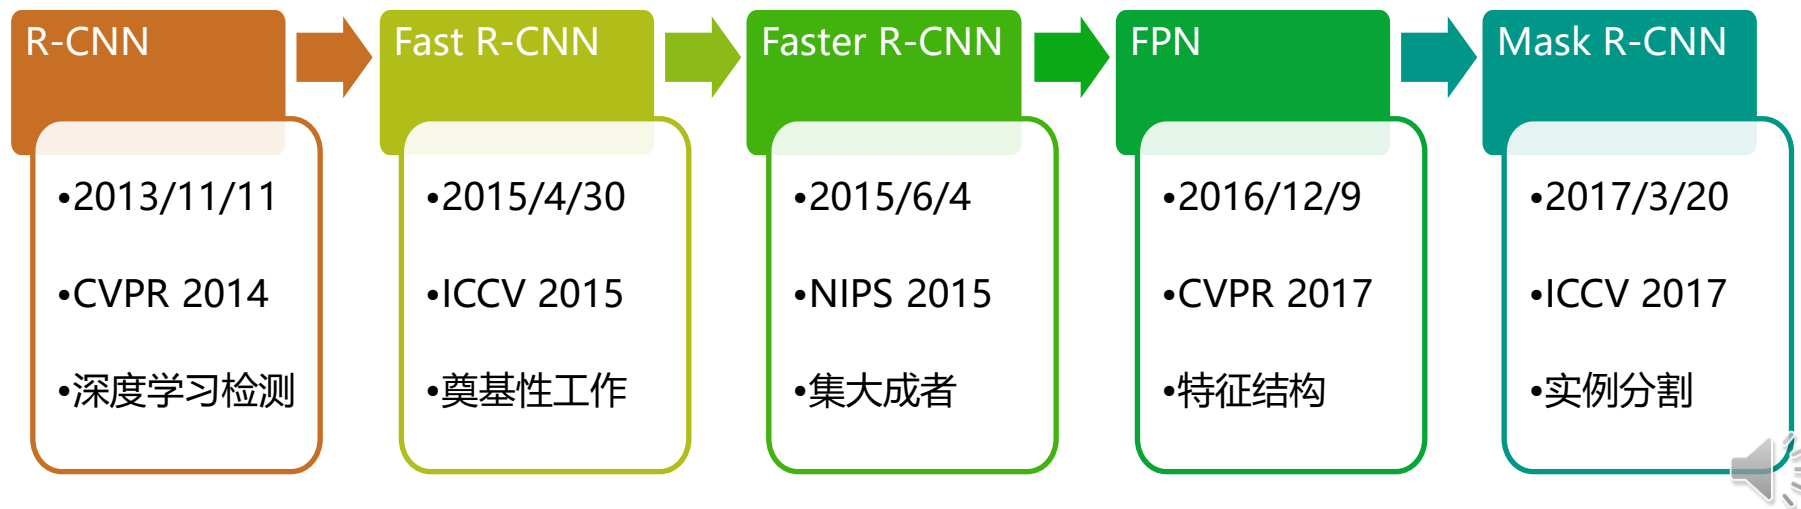 R-CNN
•2013/11/11
•CVPR 2014
•深度学习检测
Fast R-CNN
•2015/4/30
•ICCV 2015
•奠基性工作
Faster R-CNN
•2015/6/4
•NIPS 2015
•集大成者
FPN
•2016/12/9
•CVPR 2017
•特征结构
Mask R-CNN
•2017/3/20
•ICCV 2017
•实例分割